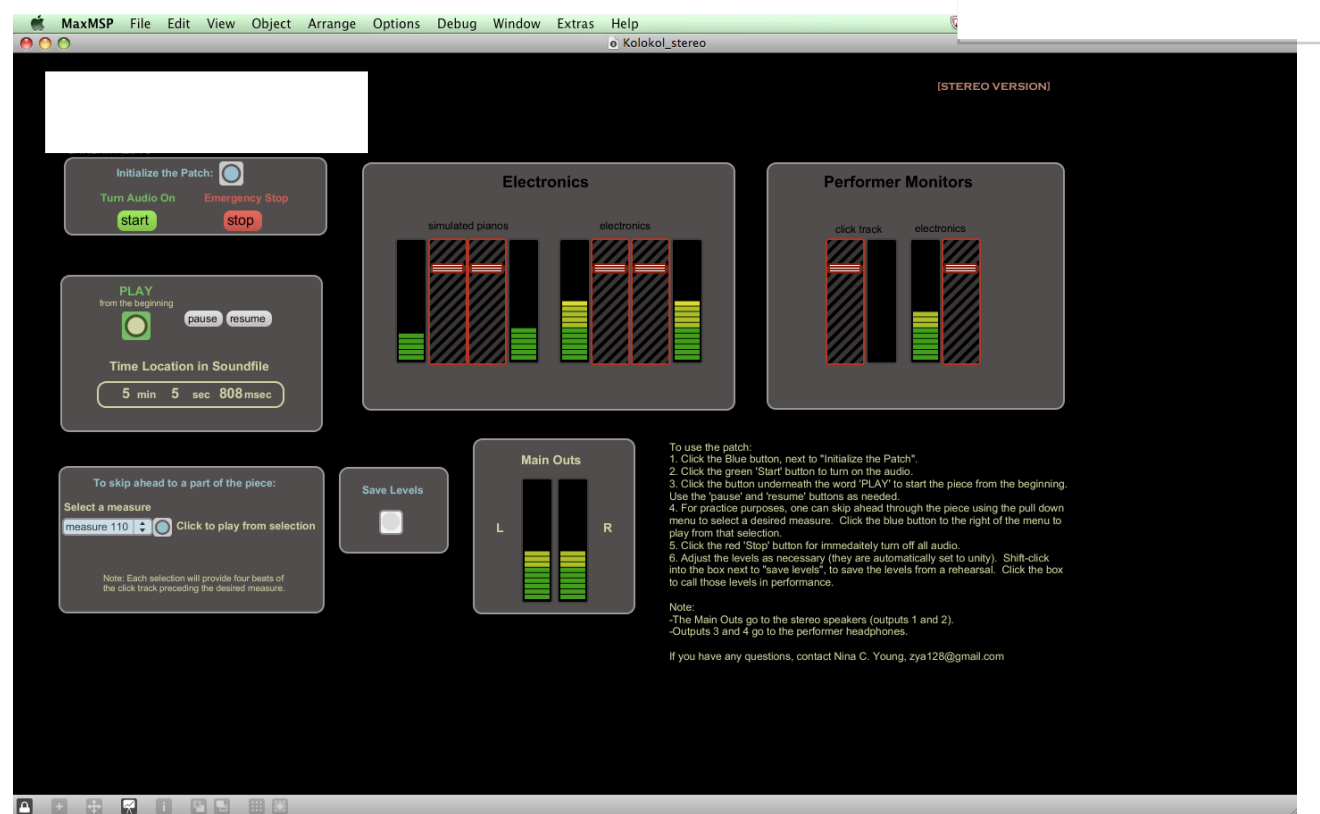 MaxMSP File Edit View Object Arrange Options Debug Window Extras Help
Kolokol_stereo
[STEREO VERSION]
Initialize the Patch:
Turn Audio On Emergency Stop
start stop
PLAY
from the beginning
pause resume
Time Location in Soundfile
5 min 5 sec 808 msec
To skip ahead to a part of the piece:
Select a measure
measure 110 Click to play from selection
Note: Each selection will provide four beats of
the click track preceding the desired measure.
Electronics
simulated pianos electronics
Performer Monitors
click track electronics
Save Levels
Main Outs
L R
To use the patch:
1. Click the Blue button, next to "Initialize the Patch".
2. Click the green 'Start' button to turn on the audio.
3. Click the button underneath the word 'PLAY' to start the piece from the beginning.
Use the 'pause' and 'resume' buttons as needed.
4. For practice purposes, one can skip ahead through the piece using the pull down
menu to select a desired measure. Click the blue button to the right of the menu to
play from that selection.
5. Click the red 'Stop' button for immedaitely turn off all audio.
6. Adjust the levels as necessary (they are automatically set to unity). Shift-click
into the box next to "save levels", to save the levels from a rehearsal. Click the box
to call those levels in performance.
Note:
-The Main Outs go to the stereo speakers (outputs 1 and 2).
-Outputs 3 and 4 go to the performer headphones.
If you have any questions, contact Nina C. Young, zya128@gmail.com